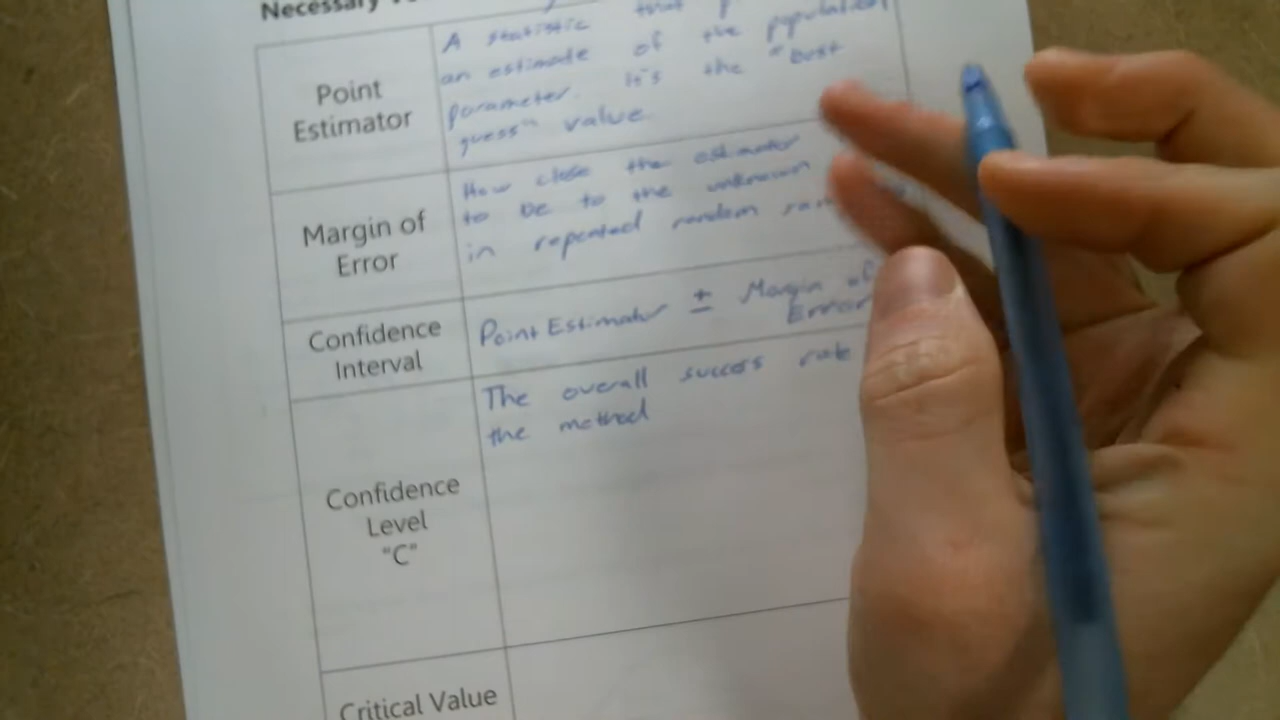 Necessary
Point
Estimator
A statistic that
an estimate of the population
parameter. It's the "best
guess" value.
Margin of
Error
How close the estimator
to be to the unknown
in repeated random
Confidence
Interval
Point Estimator ± Margin of
Error
Confidence
Level
"C"
The overall success rate
the method
Critical Value